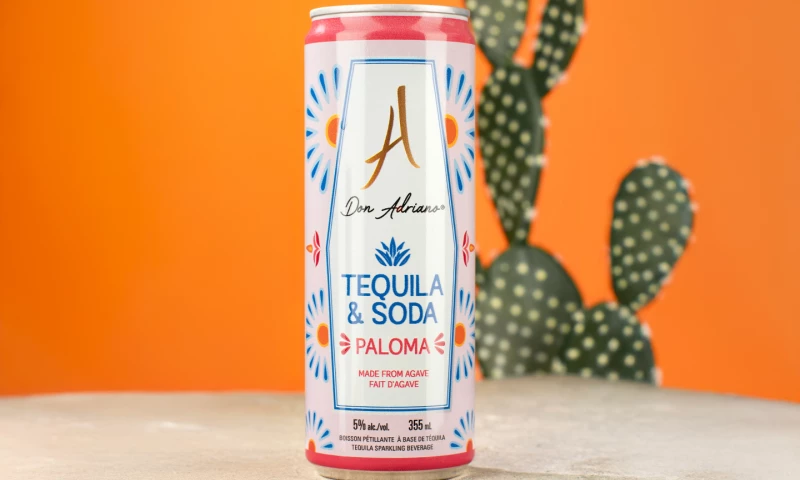 A
Don Adriano
TEQUILA
& SODA
PALOMA
MADE FROM AGAVE
FAIT D'AGAVE
5% alc./vol. 355 mL
BOISSON PÉTILLANTE À BASE DE TÉQUILA
TEQUILA SPARKLING BEVERAGE